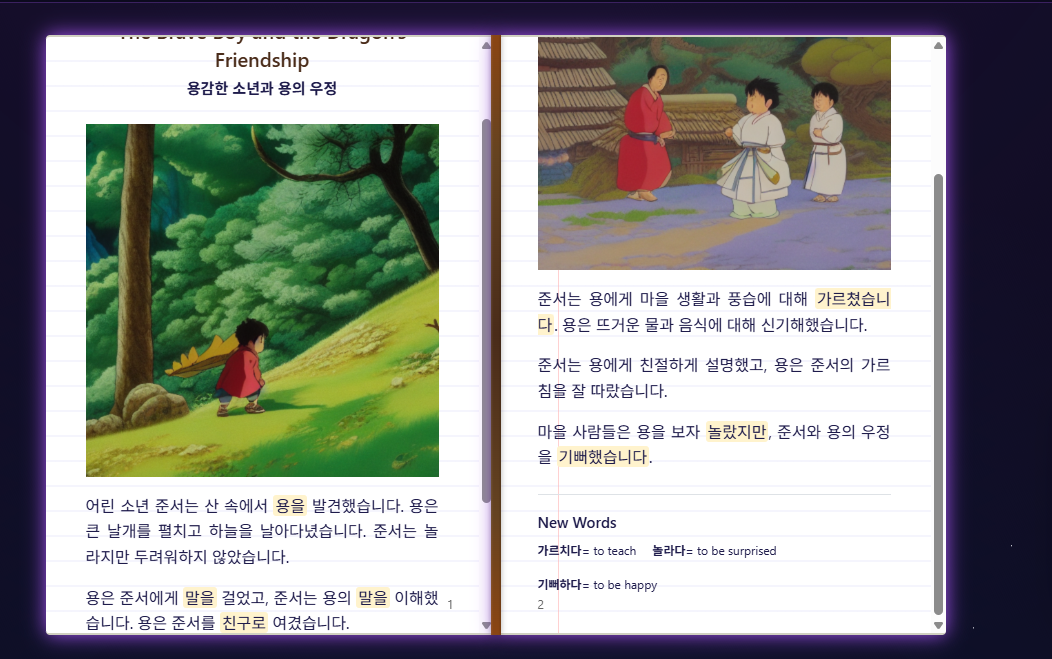 The Brave Boy and the Dragon's
Friendship
용감한 소년과 용의 우정
어린 소년 준서는 산 속에서 용을 발견했습니다. 용은
큰 날개를 펼치고 하늘을 날아다녔습니다. 준서는 놀
라지만 두려워하지 않았습니다.
용은 준서에게 말을 걸었고, 준서는 용의 말을 이해했
습니다. 용은 준서를 친구로 여겼습니다.
1
준서는 용에게 마을 생활과 풍습에 대해 가르쳤습니
다. 용은 뜨거운 물과 음식에 대해 신기해했습니다.
준서는 용에게 친절하게 설명했고, 용은 준서의 가르
침을 잘 따랐습니다.
마을 사람들은 용을 보자 놀랐지만, 준서와 용의 우정
을 기뻐했습니다.
New Words
가르치다= to teach 놀라다= to be surprised
기뻐하다= to be happy
2